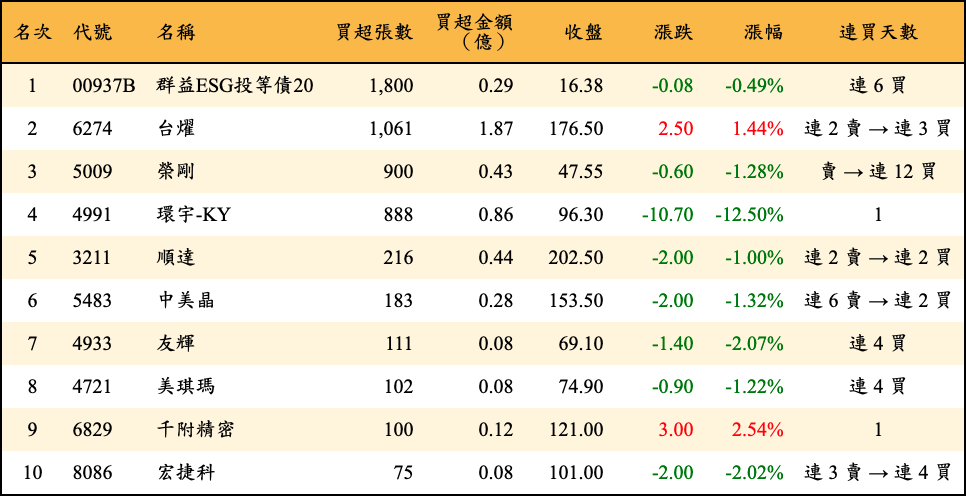 名次 代號 名稱 買超張數 買超金額（億） 收盤 漲跌 漲幅 連買天數
1 00937B 群益ESG投等債20 1,800 0.29 16.38 -0.08 -0.49% 連 6 買
2 6274 台燿 1,061 1.87 176.50 2.50 1.44% 連 2 賣 → 連 3 買
3 5009 榮剛 900 0.43 47.55 -0.60 -1.28% 賣 → 連 12 買
4 4991 環宇-KY 888 0.86 96.30 -10.70 -12.50% 1
5 3211 順達 216 0.44 202.50 -2.00 -1.00% 連 2 賣 → 連 2 買
6 5483 中美晶 183 0.28 153.50 -2.00 -1.32% 連 6 賣 → 連 2 買
7 4933 友輝 111 0.08 69.10 -1.40 -2.07% 連 4 買
8 4721 美琪瑪 102 0.08 74.90 -0.90 -1.22% 連 4 買
9 6829 千附精密 100 0.12 121.00 3.00 2.54% 1
10 8086 宏捷科 75 0.08 101.00 -2.00 -2.02% 連 3 賣 → 連 4 買